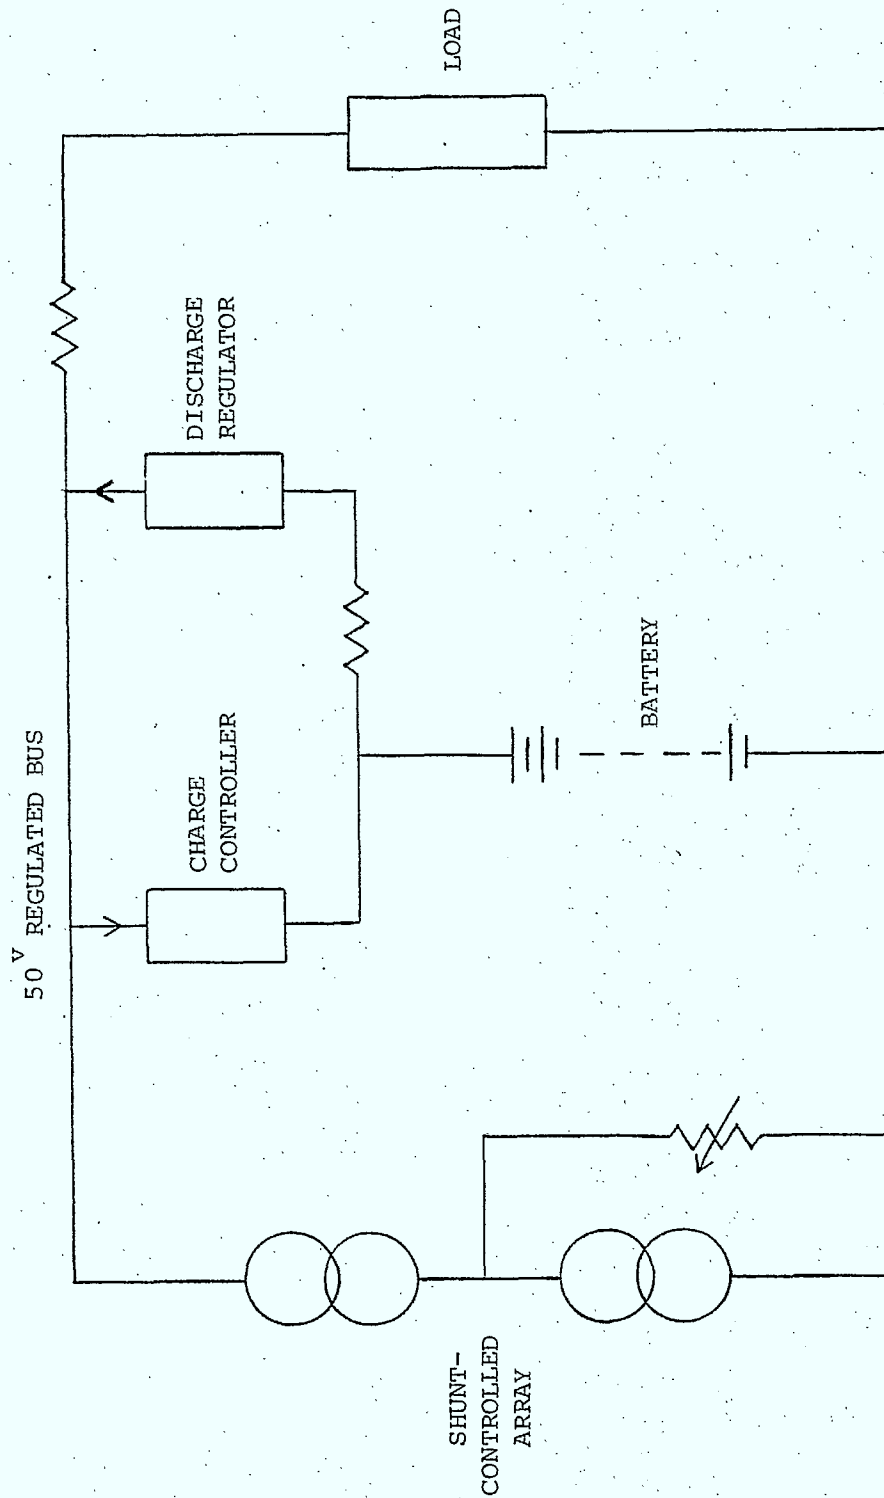 50V REGULATED BUS
CHARGE
CONTROLLER
DISCHARGE
REGULATOR
LOAD
BATTERY
SHUNT-
CONTROLLED
ARRAY